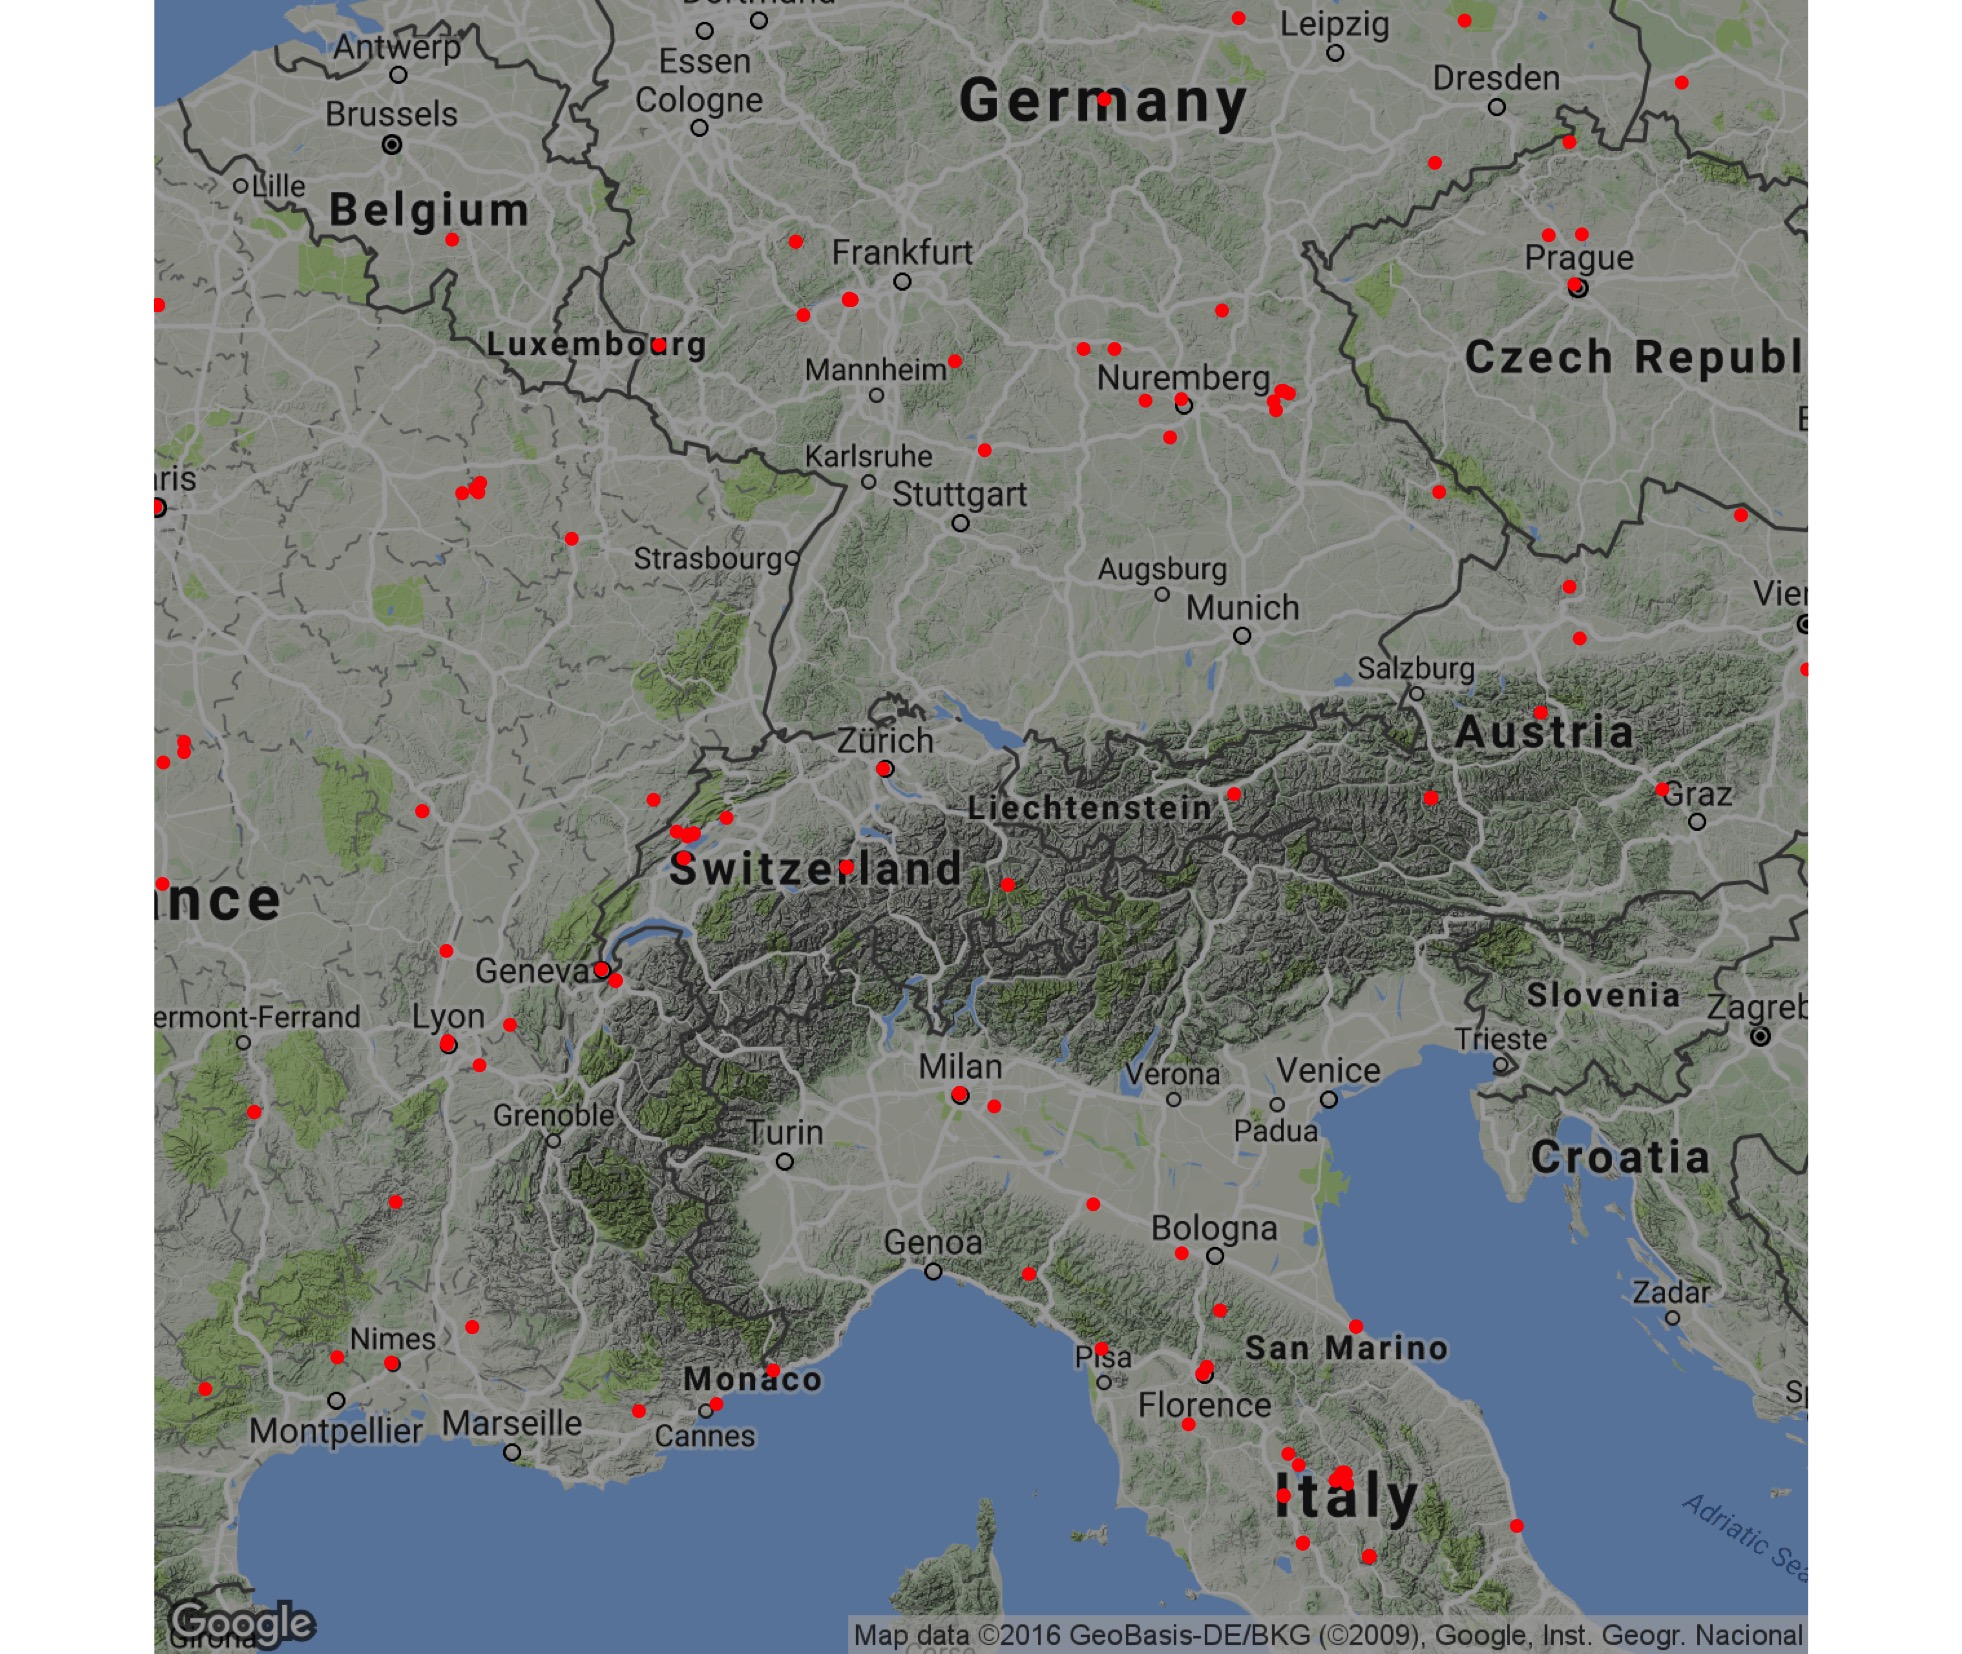 Dortmund
Leipzig
Antwerp
Essen
Germany
Dresden
Cologne
Brussels
Lille
Belgium
Frankfurt
Prague
Luxembourg
Czech Republ
Mannheim
Nuremberg
Karlsruhe
ris
Stuttgart
Strasbourg
Augsburg
Munich
Vier
Salzburg
Austria
Zürich
Liechtenstein
Graz
Switzerland
nce
Geneva
Slovenia
Zagreb
ermont-Ferrand
Lyon
Trieste
Milan
Verona
Venice
Grenoble
Turin
Padua
Croatia
Bologna
Genoa
Zadar
Nimes
San Marino
Pisa
Monaco
Florence
Montpellier
Marseille
Cannes
Italy
Adriatic Sea
Google
Girona
Map data ©2016 GeoBasis-DE/BKG (©2009), Google, Inst. Geogr. Nacional